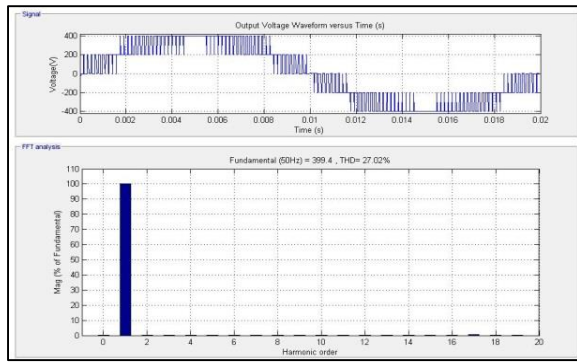 Signal
Output Voltage Waveform versus Time (s)
Voltage(V)
400
200
0
-200
-400
0 0.002 0.004 0.006 0.008 0.01 0.012 0.014 0.016 0.018 0.02
Time (s)
FFT analysis
Fundamental (50Hz) = 399.4 , THD= 27.02%
Mag (% of Fundamental)
110
100
90
80
70
60
50
40
30
20
10
0
0 2 4 6 8 10 12 14 16 18 20
Harmonic order